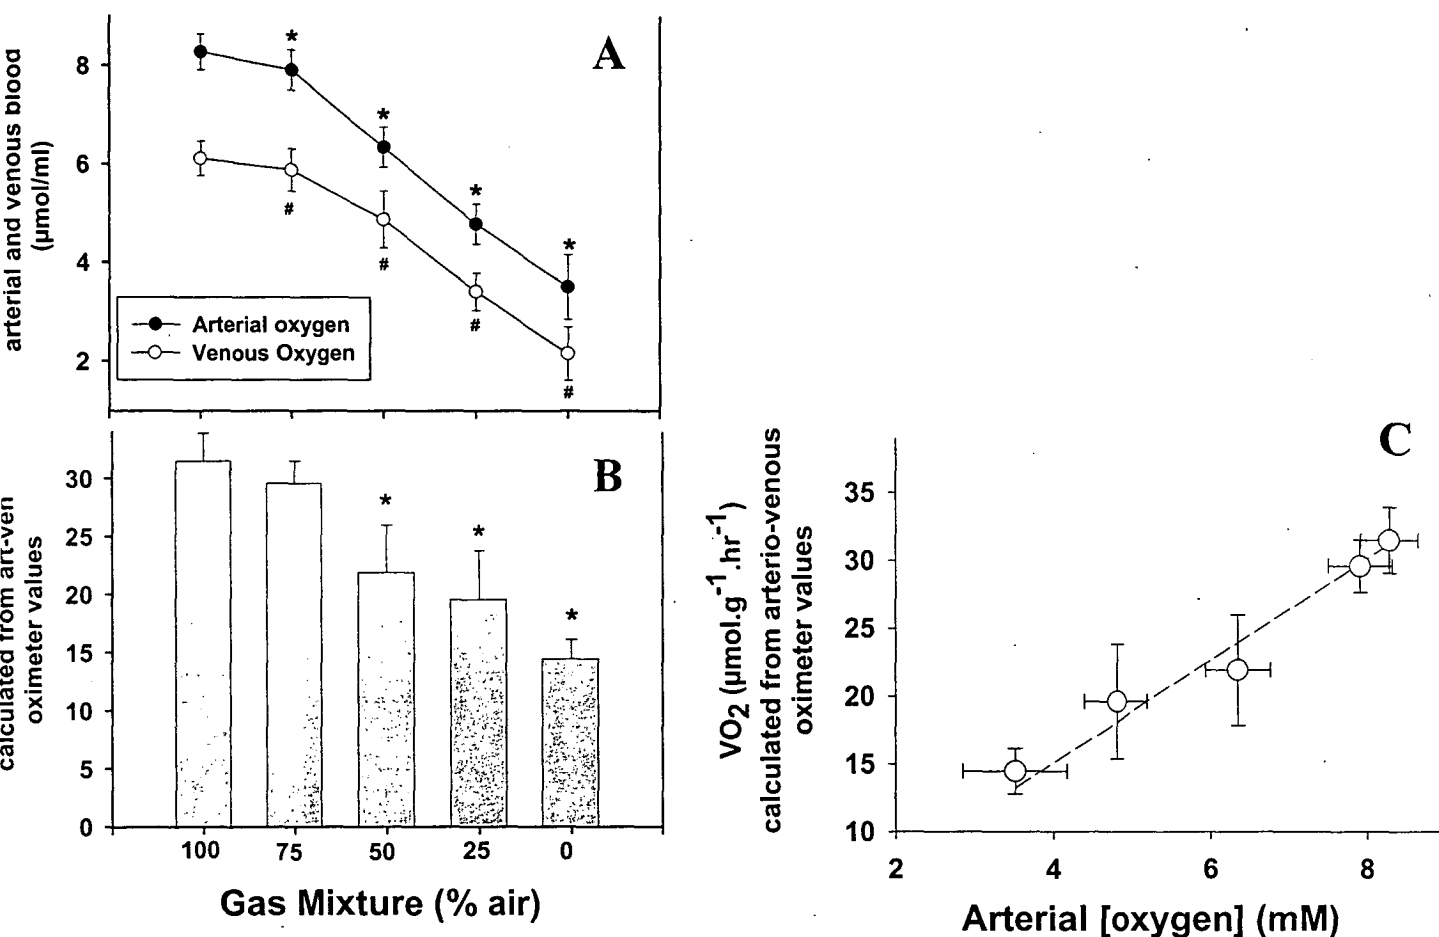 A
arterial and venous blood
(µmol/ml)
8
6
4
2
*
*
*
*
#
#
#
#
Arterial oxygen
Venous Oxygen
B
calculated from art-ven
oximeter values
30
25
20
15
10
5
0
*
*
*
100 75 50 25 0
Gas Mixture (% air)
C
VO2 (µmol.g-1.hr-1)
calculated from arterio-venous
oximeter values
35
30
25
20
15
10
2 4 6 8
Arterial [oxygen] (mM)